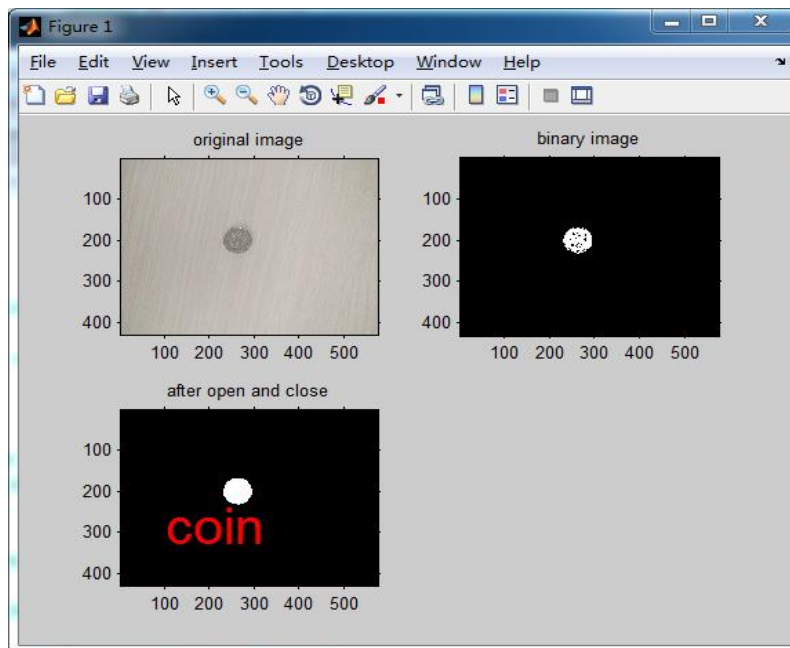 Figure 1
File Edit View Insert Tools Desktop Window Help
original image
100
200
300
400
100 200 300 400 500
binary image
100
200
300
400
100 200 300 400 500
after open and close
100
200
300
400
coin
100 200 300 400 500